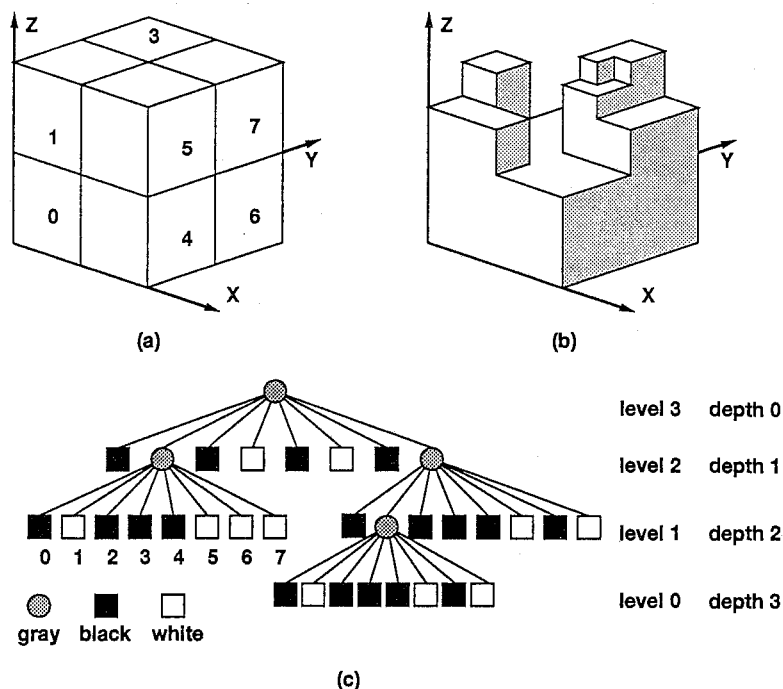 Z
3
1
5
7
Y
0
4
6
X
(a)
Z
Y
X
(b)
level 3 depth 0
level 2 depth 1
level 1 depth 2
0 1 2 3 4 5 6 7
level 0 depth 3
gray black white
(c)